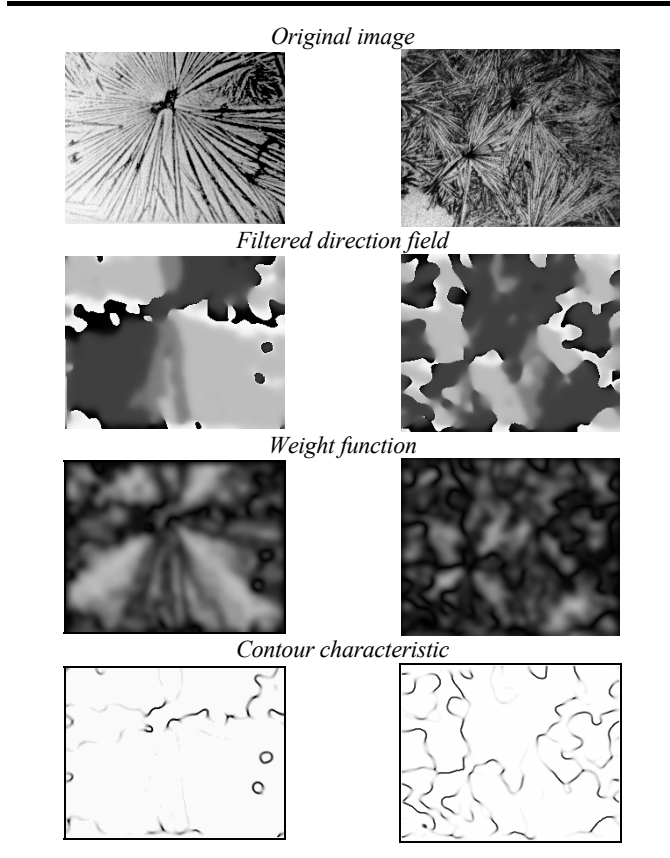 Original image
Filtered direction field
Weight function
Contour characteristic